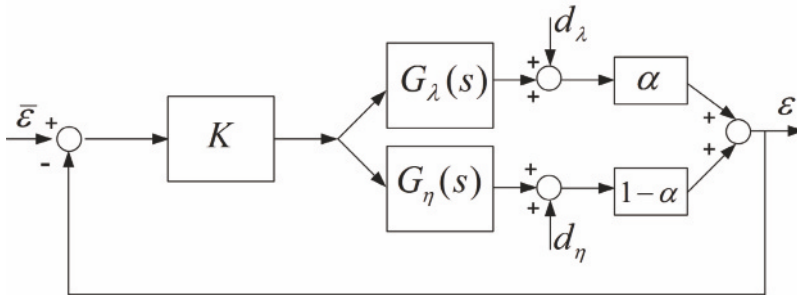 d_λ
ε̄
+
-
K
G_λ(s)
+
+
α
+
ε
+
G_η(s)
+
+
1-α
d_η